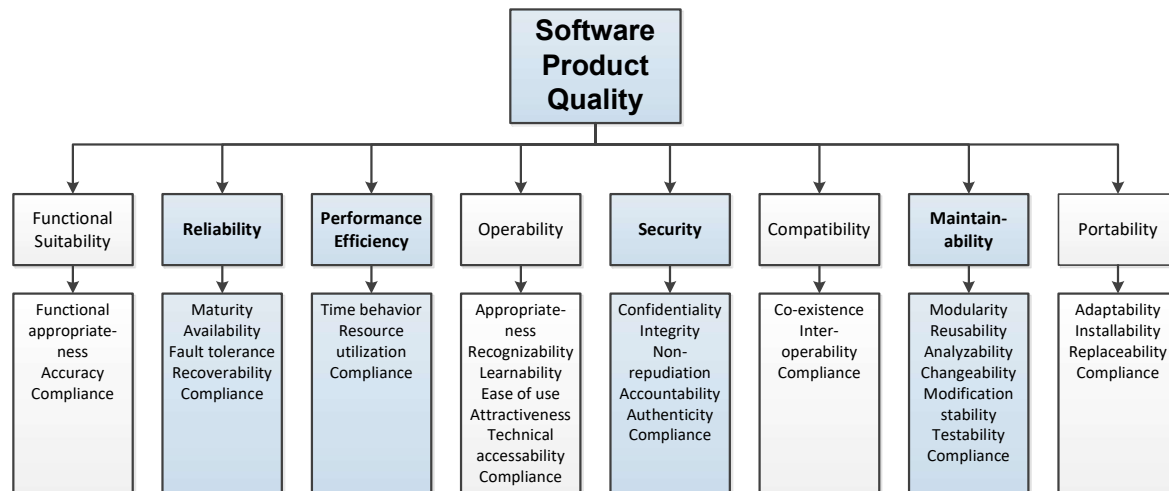 Software
Product
Quality
Functional
Suitability
Reliability
Performance
Efficiency
Operability
Security
Compatibility
Maintain-
ability
Portability
Functional
appropriate-
ness
Accuracy
Compliance
Maturity
Availability
Fault tolerance
Recoverability
Compliance
Time behavior
Resource
utilization
Compliance
Appropriate-
ness
Recognizability
Learnability
Ease of use
Attractiveness
Technical
accessability
Compliance
Confidentiality
Integrity
Non-
repudiation
Accountability
Authenticity
Compliance
Co-existence
Inter-
operability
Compliance
Modularity
Reusability
Analyzability
Changeability
Modification
stability
Testability
Compliance
Adaptability
Installability
Replaceability
Compliance